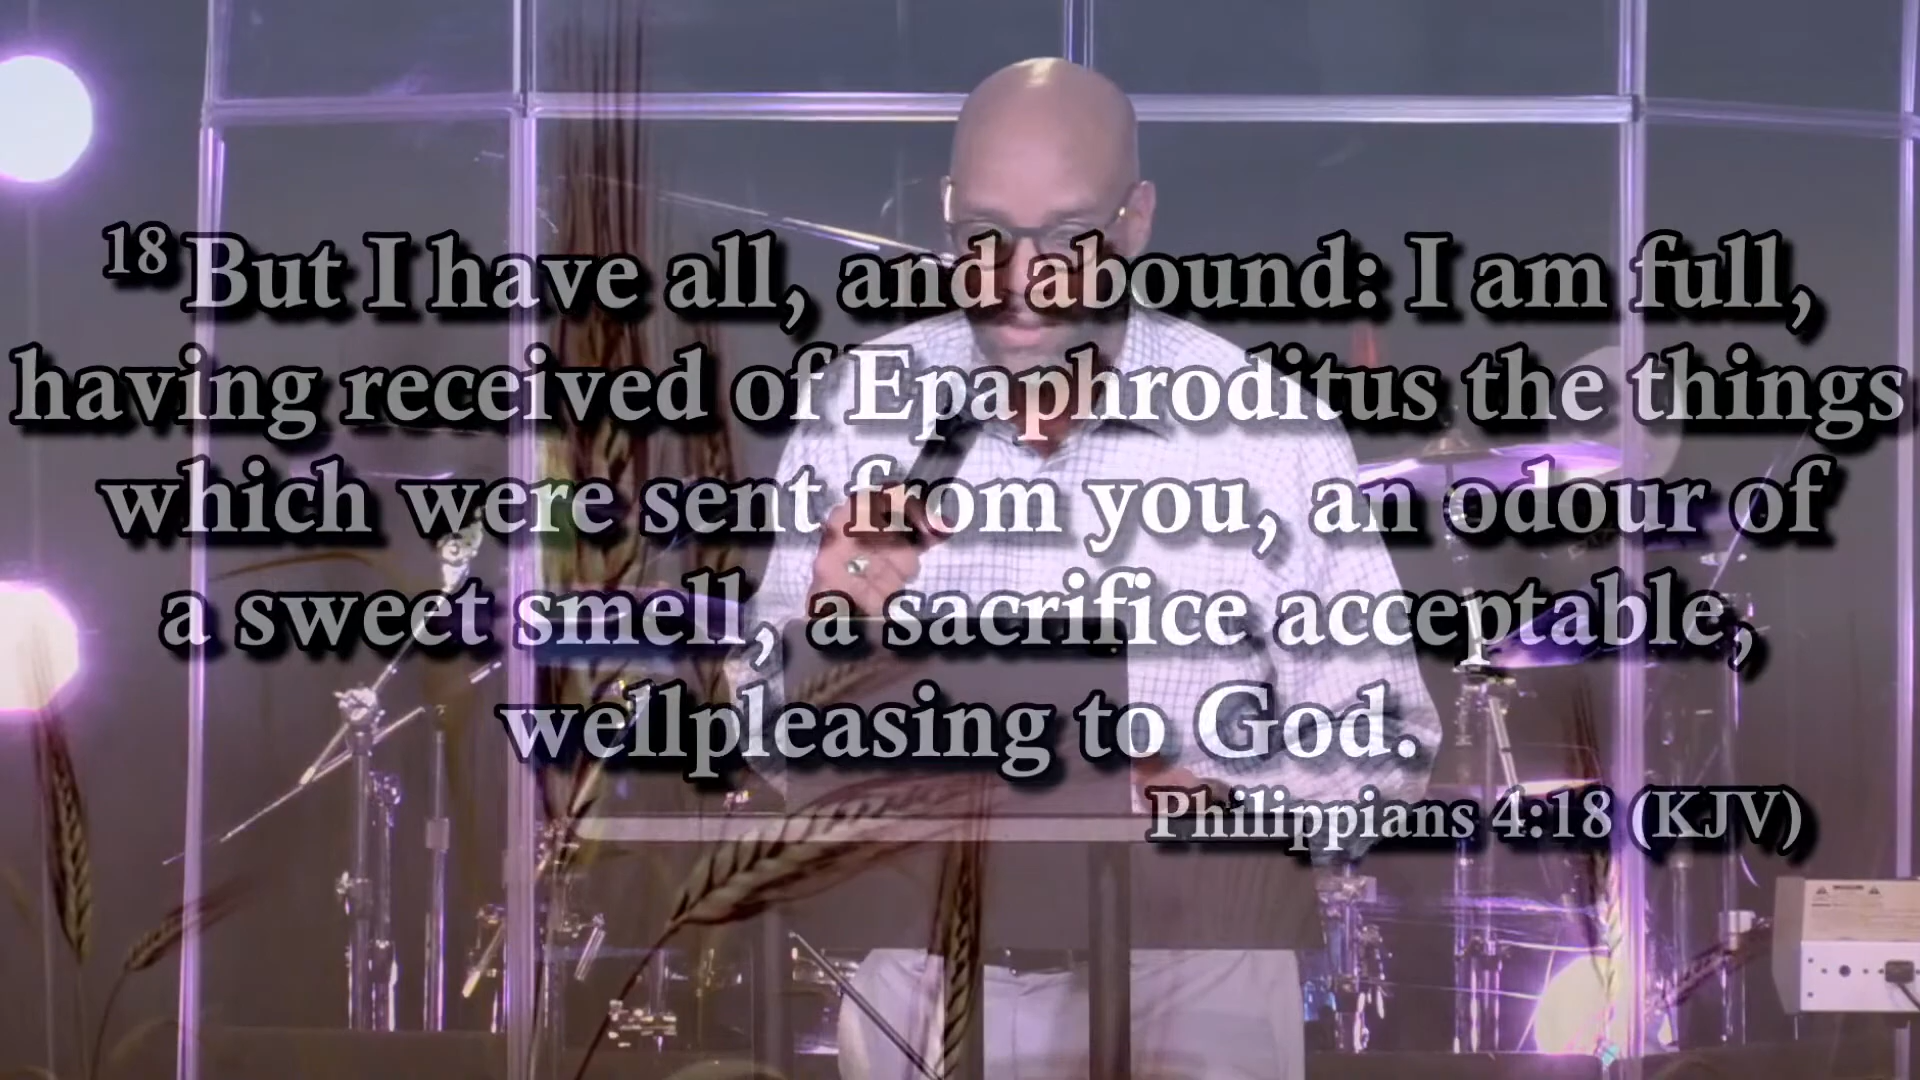 18 But I have all, and abound: I am full,
having received of Epaphroditus the things
which were sent from you, an odour of
a sweet smell, a sacrifice acceptable,
wellpleasing to God.
Philippians 4:18 (KJV)